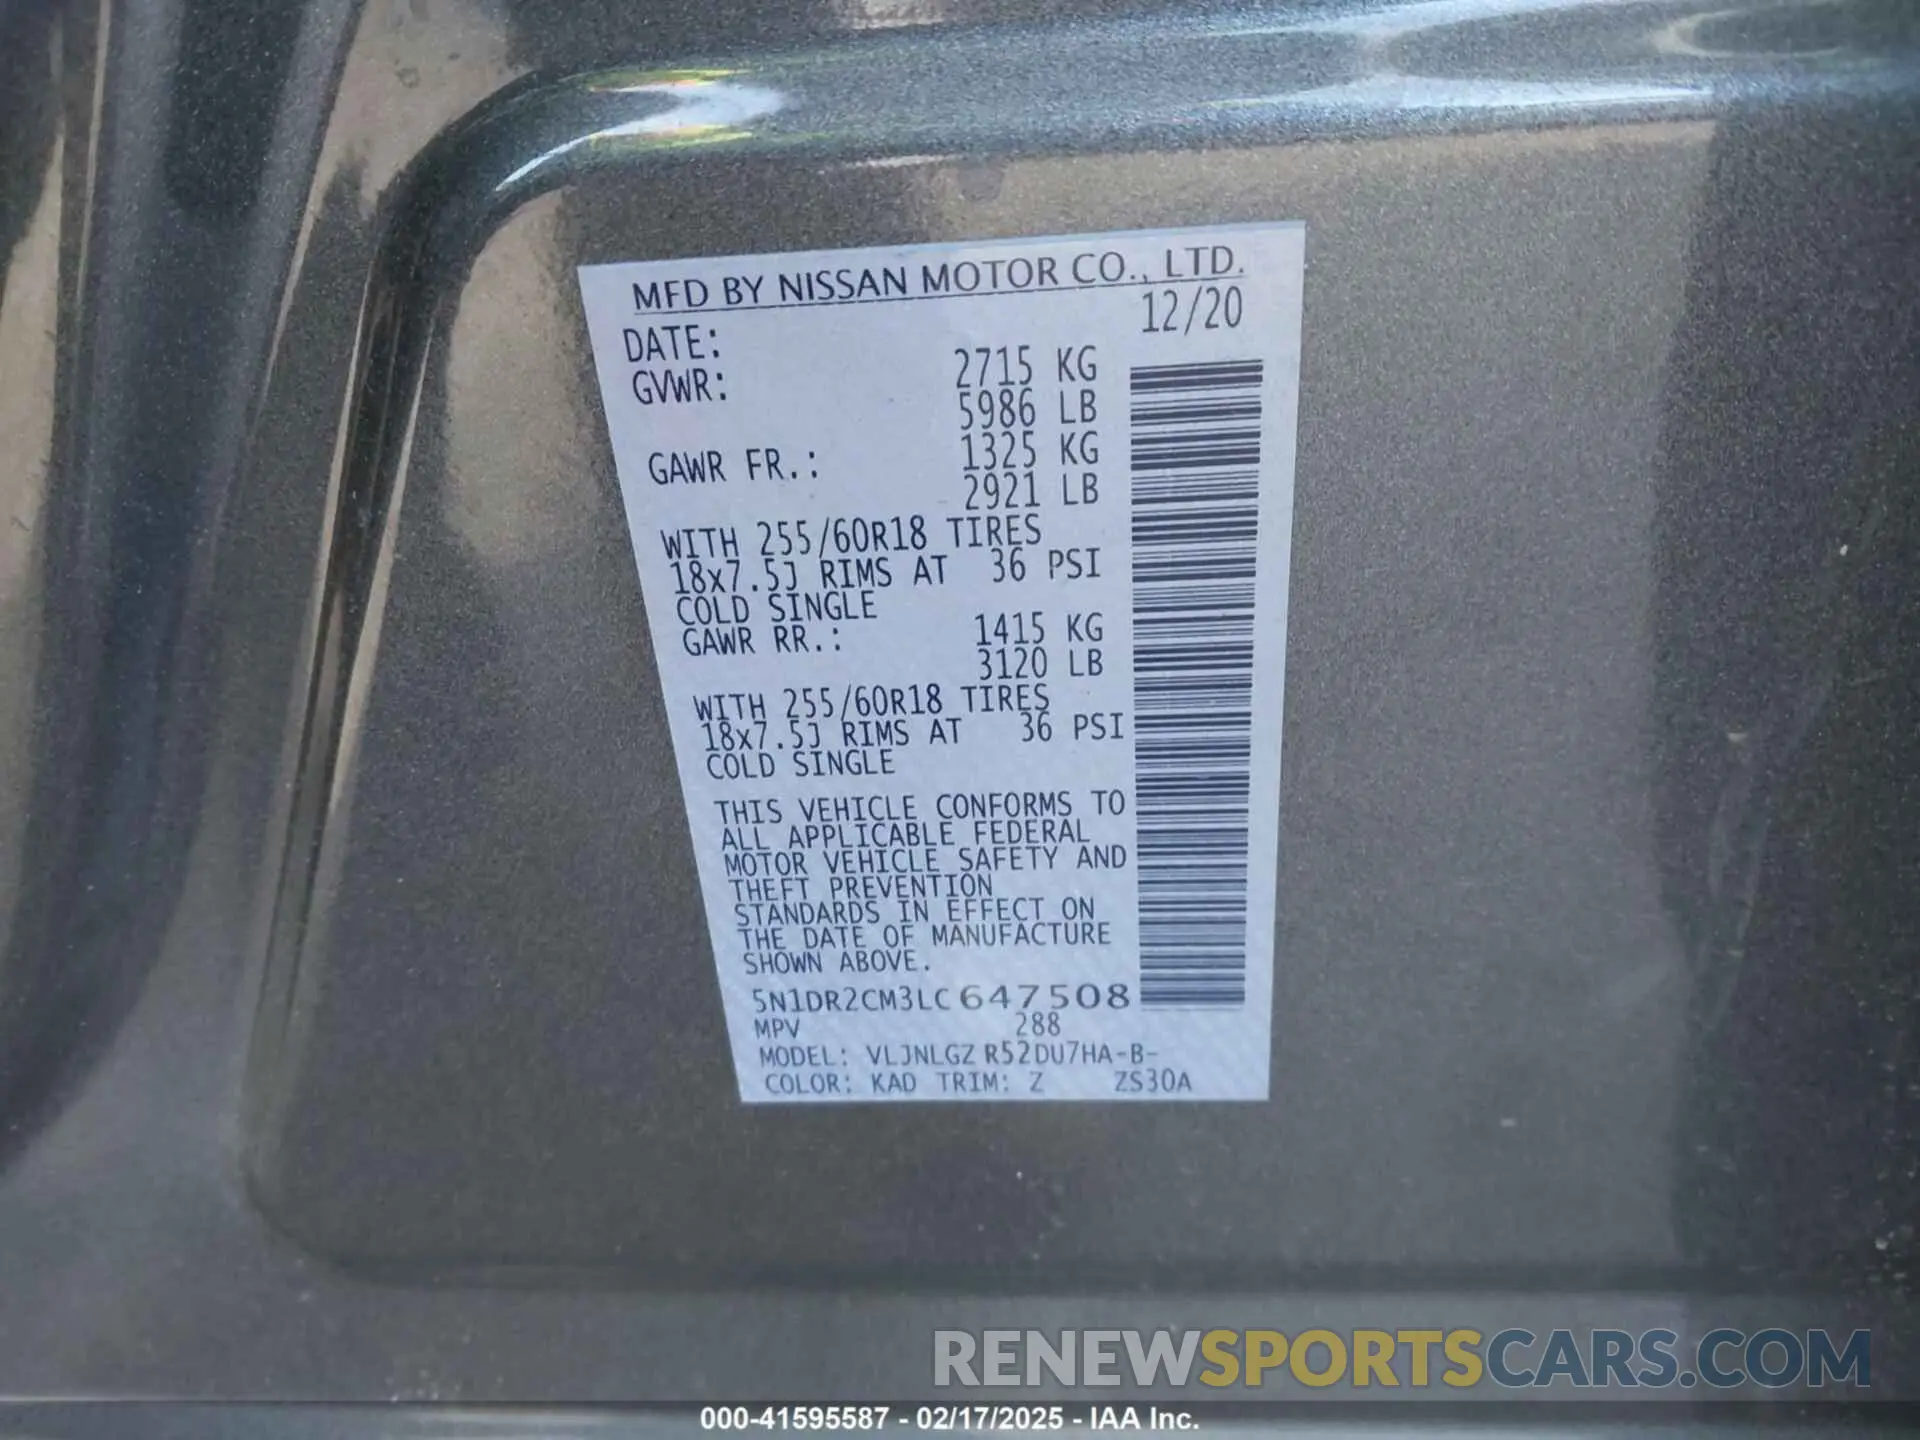 MFD BY NISSAN MOTOR CO., LTD.
DATE: 12/20
GVWR: 2715 KG
5986 LB
GAWR FR.: 1325 KG
2921 LB
WITH 255/60R18 TIRES
18x7.5J RIMS AT 36 PSI
COLD SINGLE
GAWR RR.: 1415 KG
3120 LB
WITH 255/60R18 TIRES
18x7.5J RIMS AT 36 PSI
COLD SINGLE
THIS VEHICLE CONFORMS TO
ALL APPLICABLE FEDERAL
MOTOR VEHICLE SAFETY AND
THEFT PREVENTION
STANDARDS IN EFFECT ON
THE DATE OF MANUFACTURE
SHOWN ABOVE.
5N1DR2CM3LC647508
MPV 288
MODEL: VLJNLGZ R52DU7HA-B-
COLOR: KAD TRIM: Z ZS30A
RENEWSPORTSCARS.COM
000-41595587 - 02/17/2025 - IAA Inc.